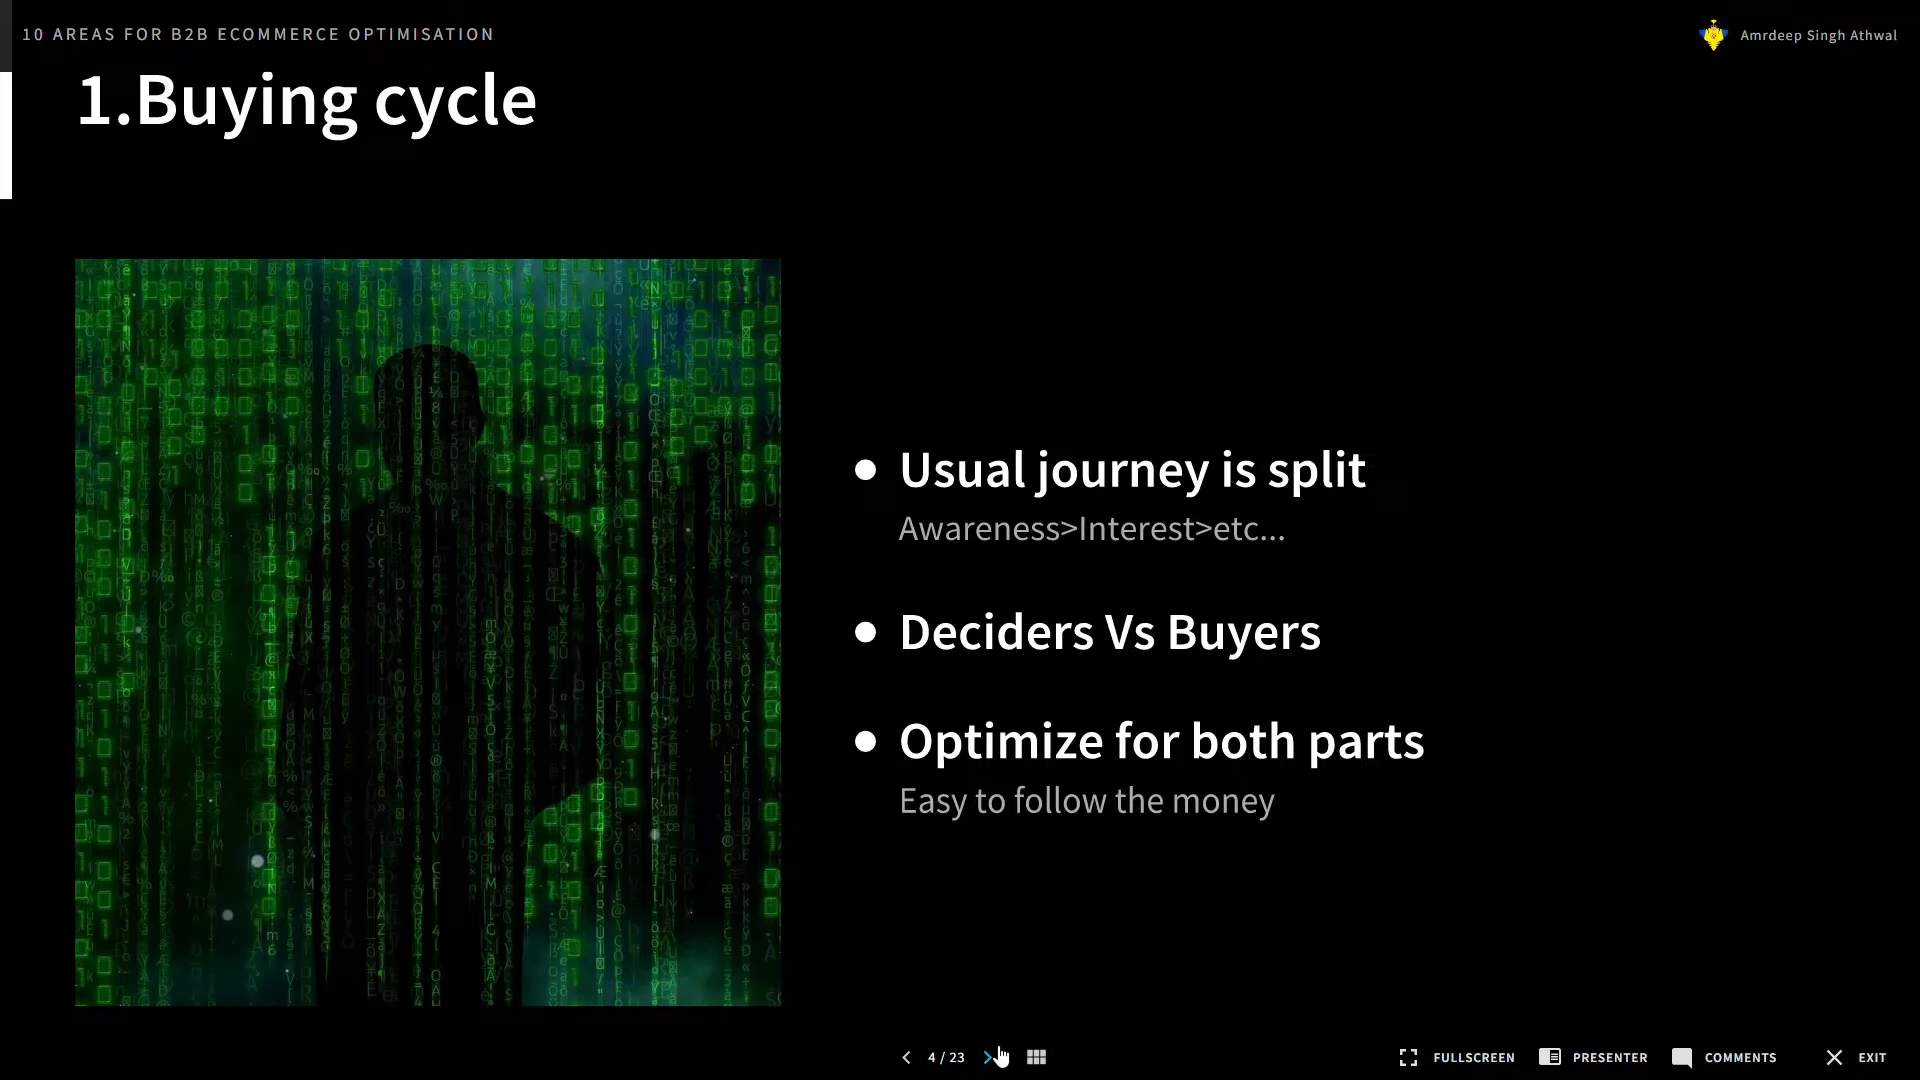 10 AREAS FOR B2B ECOMMERCE OPTIMISATION
Amrdeep Singh Athwal
1.Buying cycle
● Usual journey is split
Awareness>Interest>etc...
● Deciders Vs Buyers
● Optimize for both parts
Easy to follow the money
4 / 23
FULLSCREEN
PRESENTER
COMMENTS
EXIT